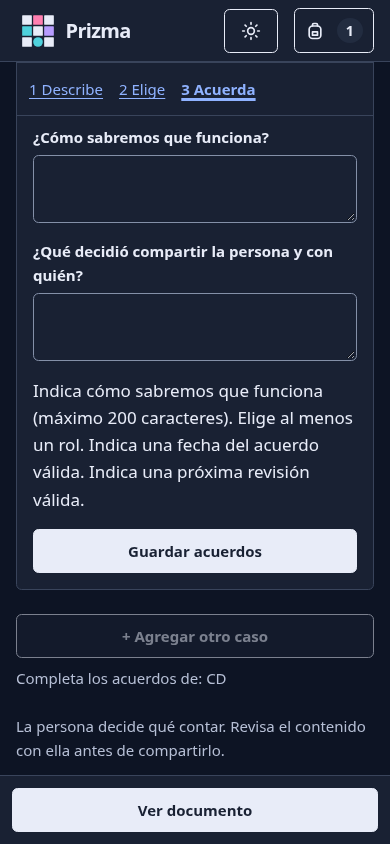 Prizma
1
1 Describe 2 Elige 3 Acuerda
¿Cómo sabremos que funciona?
¿Qué decidió compartir la persona y con
quién?
Indica cómo sabremos que funciona
(máximo 200 caracteres). Elige al menos
un rol. Indica una fecha del acuerdo
válida. Indica una próxima revisión
válida.
Guardar acuerdos
+ Agregar otro caso
Completa los acuerdos de: CD
La persona decide qué contar. Revisa el contenido
con ella antes de compartirlo.
Ver documento